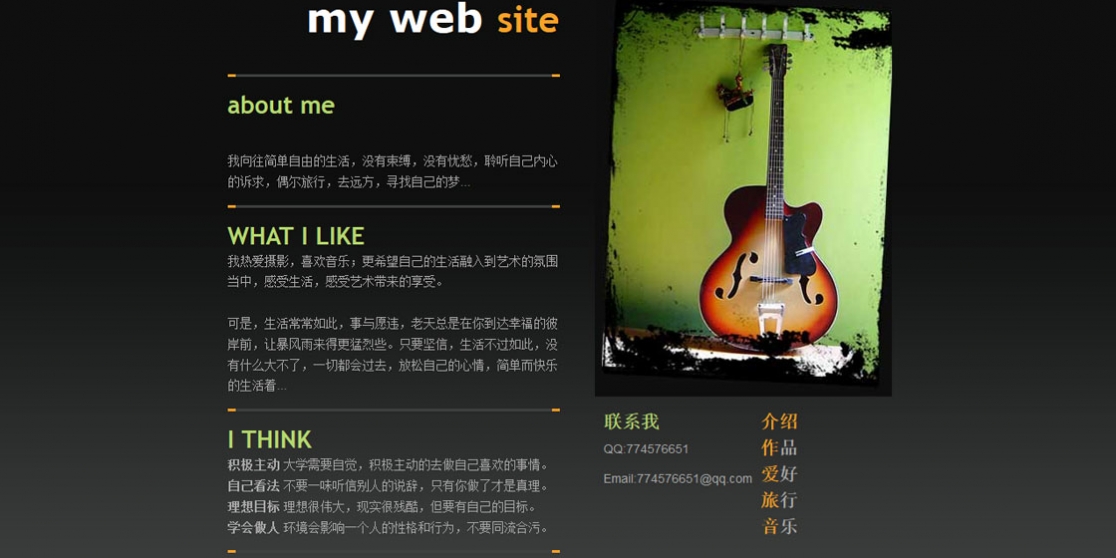 my web site
about me
我向往简单自由的生活，没有束缚，没有忧愁，聆听自己内心
的诉求，偶尔旅行，去远方，寻找自己的梦...
WHAT I LIKE
我热爱摄影，喜欢音乐；更希望自己的生活融入到艺术的氛围
当中，感受生活，感受艺术带来的享受。
可是，生活常常如此，事与愿违，老天总是在你到达幸福的彼
岸前，让暴风雨来得更猛烈些。只要坚信，生活不过如此，没
有什么大不了，一切都会过去，放松自己的心情，简单而快乐
的生活着...
I THINK
积极主动 大学需要自觉，积极主动的去做自己喜欢的事情。
自己看法 不要一味听信别人的说辞，只有你做了才是真理。
理想目标 理想很伟大，现实很残酷，但要有自己的目标。
学会做人 环境会影响一个人的性格和行为，不要同流合污。
联系我
QQ:774576651
Email:774576651@qq.com
介绍
作品
爱好
旅行
音乐